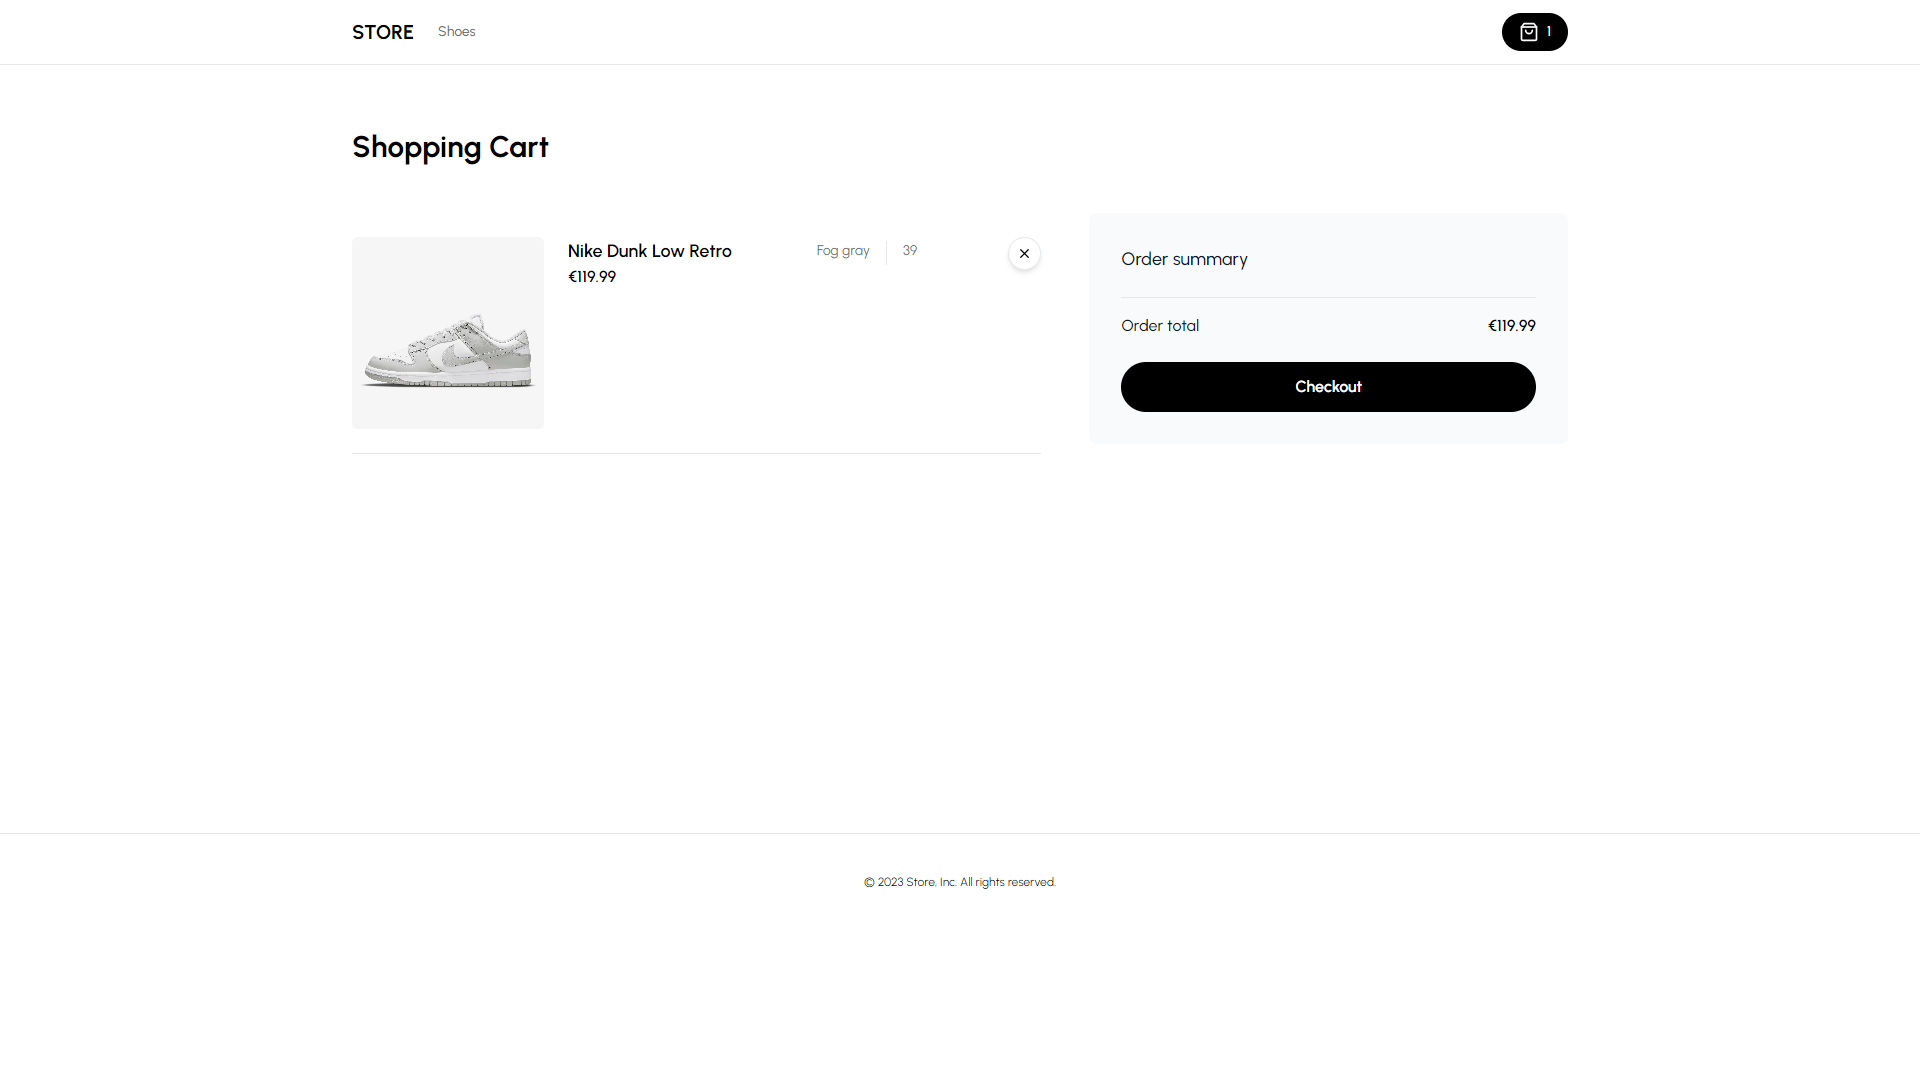 STORE
Shoes
1
Shopping Cart
Nike Dunk Low Retro
Fog gray
39
€119.99
Order summary
Order total
€119.99
Checkout
© 2023 Store, Inc. All rights reserved.